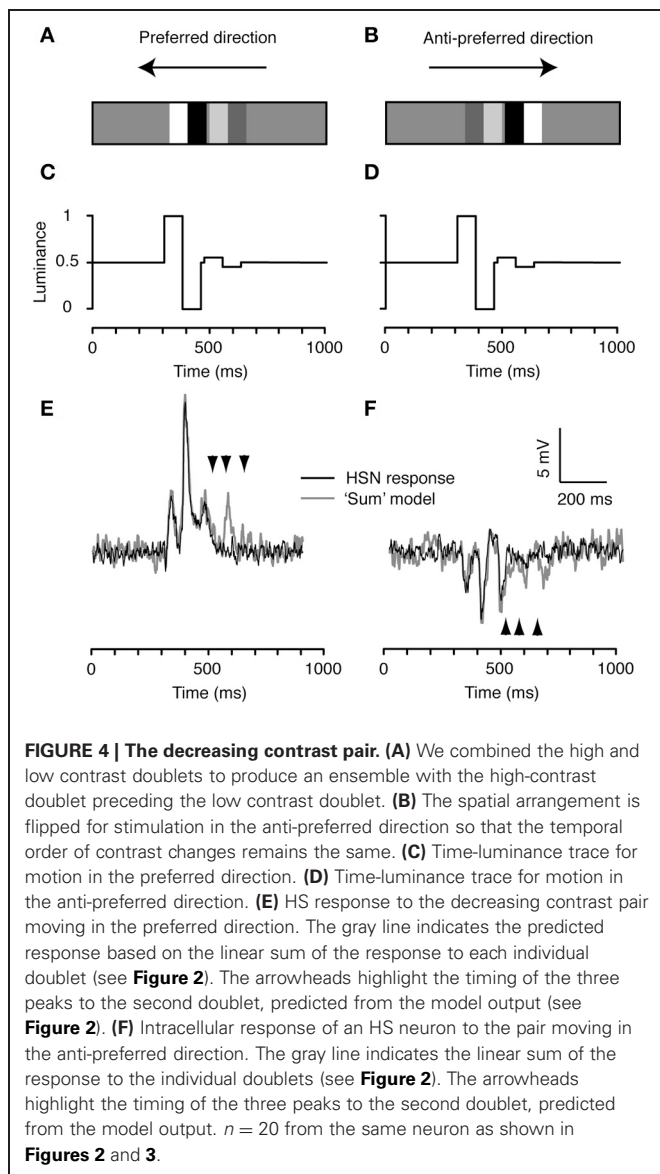 A
Preferred direction
B
Anti-preferred direction
C
D
Luminance
1
0.5
0
0 500 1000
Time (ms)
0 500 1000
Time (ms)
E
F
HSN response
'Sum' model
5 mV
200 ms
0 500 1000
Time (ms)
0 500 1000
Time (ms)
FIGURE 4 | The decreasing contrast pair. (A) We combined the high and
low contrast doublets to produce an ensemble with the high-contrast
doublet preceding the low contrast doublet. (B) The spatial arrangement is
flipped for stimulation in the anti-preferred direction so that the temporal
order of contrast changes remains the same. (C) Time-luminance trace for
motion in the preferred direction. (D) Time-luminance trace for motion in
the anti-preferred direction. (E) HS response to the decreasing contrast pair
moving in the preferred direction. The gray line indicates the predicted
response based on the linear sum of the response to each individual
doublet (see Figure 2). The arrowheads highlight the timing of the three
peaks to the second doublet, predicted from the model output (see
Figure 2). (F) Intracellular response of an HS neuron to the pair moving in
the anti-preferred direction. The gray line indicates the linear sum of the
response to the individual doublets (see Figure 2). The arrowheads
highlight the timing of the three peaks to the second doublet, predicted
from the model output. n = 20 from the same neuron as shown in
Figures 2 and 3.